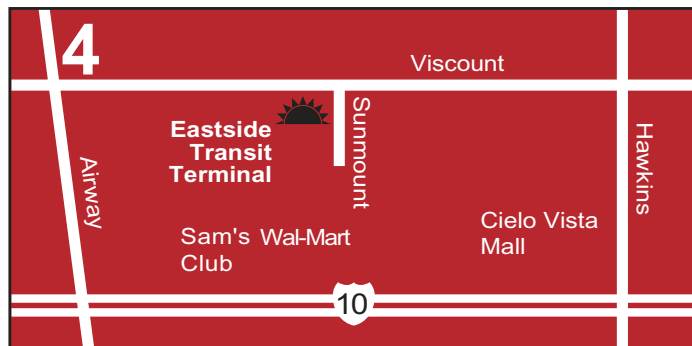 4
Viscount
Eastside
Transit
Terminal
Sunmount
Airway
Hawkins
Sam's
Club
Wal-Mart
Cielo Vista
Mall
10